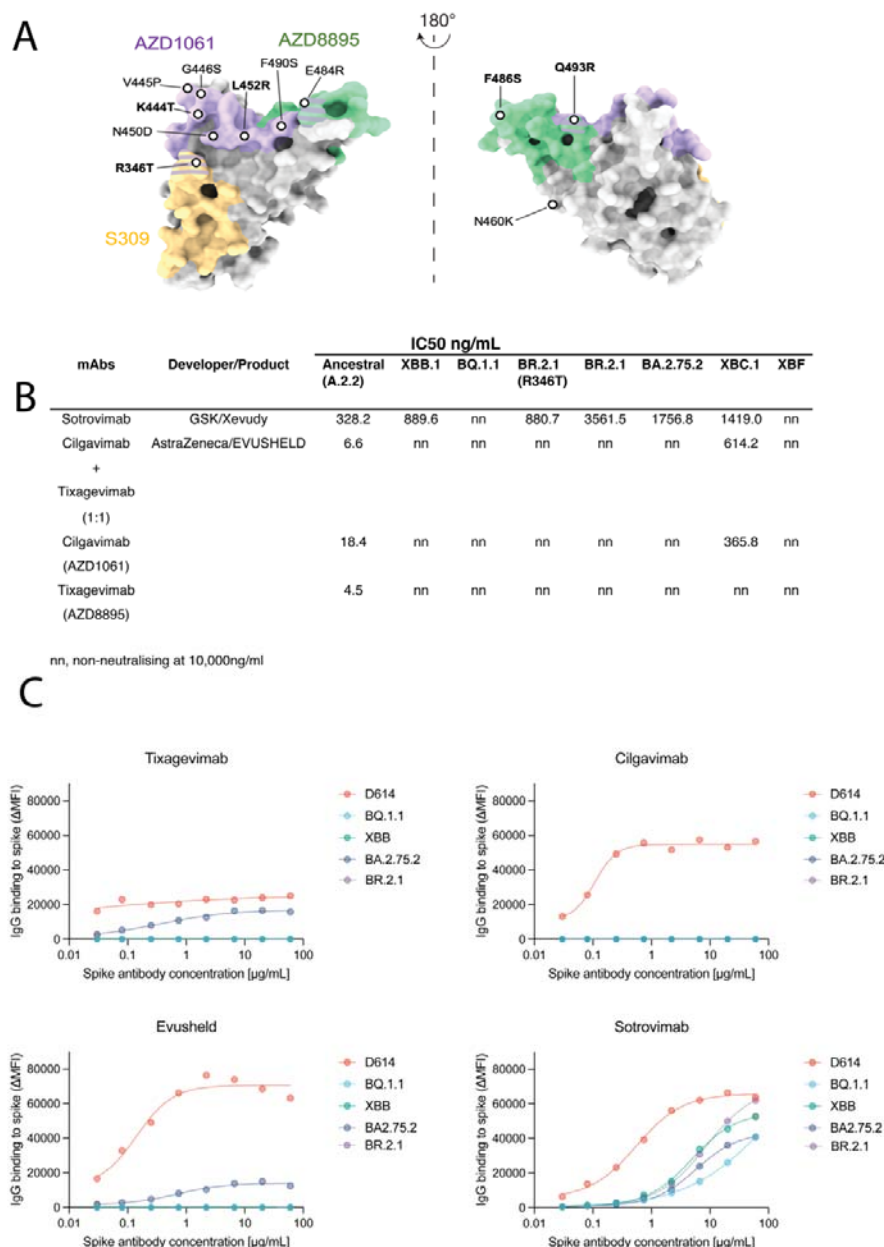 A
180°
AZD1061 AZD8895
G446S F490S E484R
V445P L452R
K444T
N450D
R346T
S309
F486S Q493R
N460K
B
IC50 ng/mL
mAbs Developer/Product Ancestral (A.2.2) XBB.1 BQ.1.1 BR.2.1 (R346T) BR.2.1 BA.2.75.2 XBC.1 XBF
Sotrovimab GSK/Xevudy 328.2 889.6 nn 880.7 3561.5 1756.8 1419.0 nn
Cilgavimab AstraZeneca/EVUSHELD 6.6 nn nn nn nn nn 614.2 nn
+
Tixagevimab
(1:1)
Cilgavimab 18.4 nn nn nn nn nn 365.8 nn
(AZD1061)
Tixagevimab 4.5 nn nn nn nn nn nn nn
(AZD8895)
nn, non-neutralising at 10,000ng/ml
C
Tixagevimab
IgG binding to spike (ΔMFI)
80000
60000
40000
20000
0
0.01 0.1 1 10 100
Spike antibody concentration [µg/mL]
D614
BQ.1.1
XBB
BA.2.75.2
BR.2.1
Cilgavimab
IgG binding to spike (ΔMFI)
80000
60000
40000
20000
0
0.01 0.1 1 10 100
Spike antibody concentration [µg/mL]
D614
BQ.1.1
XBB
BA.2.75.2
BR.2.1
Evusheld
IgG binding to spike (ΔMFI)
80000
60000
40000
20000
0
0.01 0.1 1 10 100
Spike antibody concentration [µg/mL]
D614
BQ.1.1
XBB
BA2.75.2
BR.2.1
Sotrovimab
IgG binding to spike (ΔMFI)
80000
60000
40000
20000
0
0.01 0.1 1 10 100
Spike antibody concentration [µg/mL]
D614
BQ.1.1
XBB
BA2.75.2
BR.2.1